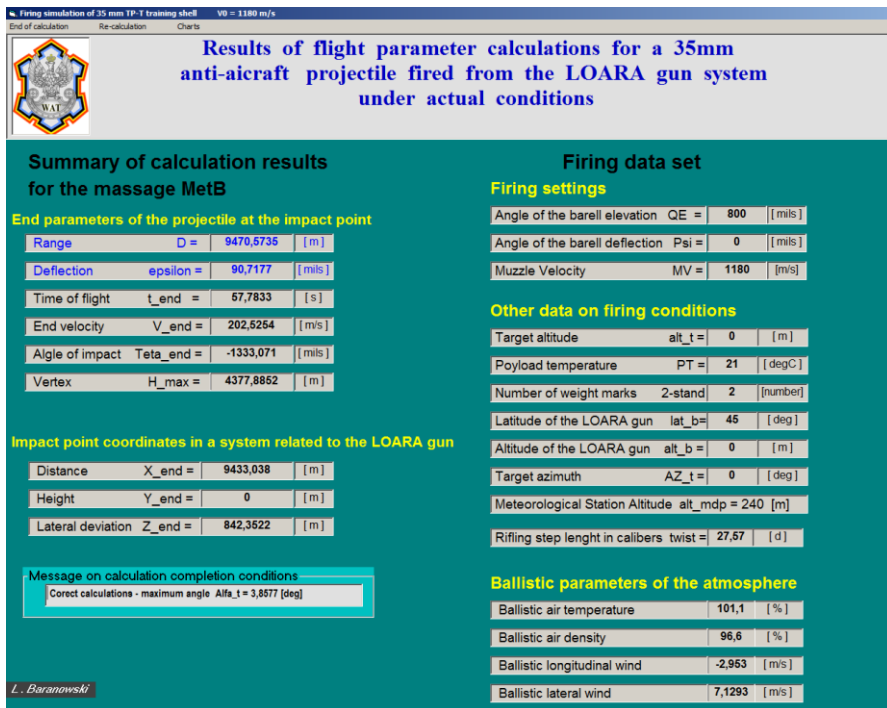 Firing simulation of 35 mm TP-T training shell V0 = 1180 m/s
End of calculation Re-calculation Charts
WAT
Results of flight parameter calculations for a 35mm
anti-aicraft projectile fired from the LOARA gun system
under actual conditions
Summary of calculation results
for the massage MetB
End parameters of the projectile at the impact point
Range D = 9470,5735 [ m ]
Deflection epsilon = 90,7177 [ mils ]
Time of flight t_end = 57,7833 [ s ]
End velocity V_end = 202,5254 [ m/s ]
Algle of impact Teta_end = -1333,071 [ mils ]
Vertex H_max = 4377,8852 [ m ]
Impact point coordinates in a system related to the LOARA gun
Distance X_end = 9433,038 [ m ]
Height Y_end = 0 [ m ]
Lateral deviation Z_end = 842,3522 [ m ]
Message on calculation completion conditions
Corect calculations - maximum angle Alfa_t = 3,8577 [deg]
L . Baranowski
Firing data set
Firing settings
Angle of the barell elevation QE = 800 [ mils ]
Angle of the barell deflection Psi = 0 [ mils ]
Muzzle Velocity MV = 1180 [m/s]
Other data on firing conditions
Target altitude alt_t = 0 [ m ]
Poyload temperature PT = 21 [ degC ]
Number of weight marks 2-stand 2 [number]
Latitude of the LOARA gun lat_b= 45 [ deg ]
Altitude of the LOARA gun alt_b = 0 [ m ]
Target azimuth AZ_t = 0 [ deg ]
Meteorological Station Altitude alt_mdp = 240 [m]
Rifling step lenght in calibers twist = 27,57 [ d ]
Ballistic parameters of the atmosphere
Ballistic air temperature 101,1 [ % ]
Ballistic air density 96,6 [ % ]
Ballistic longitudinal wind -2,953 [ m/s ]
Ballistic lateral wind 7,1293 [ m/s ]